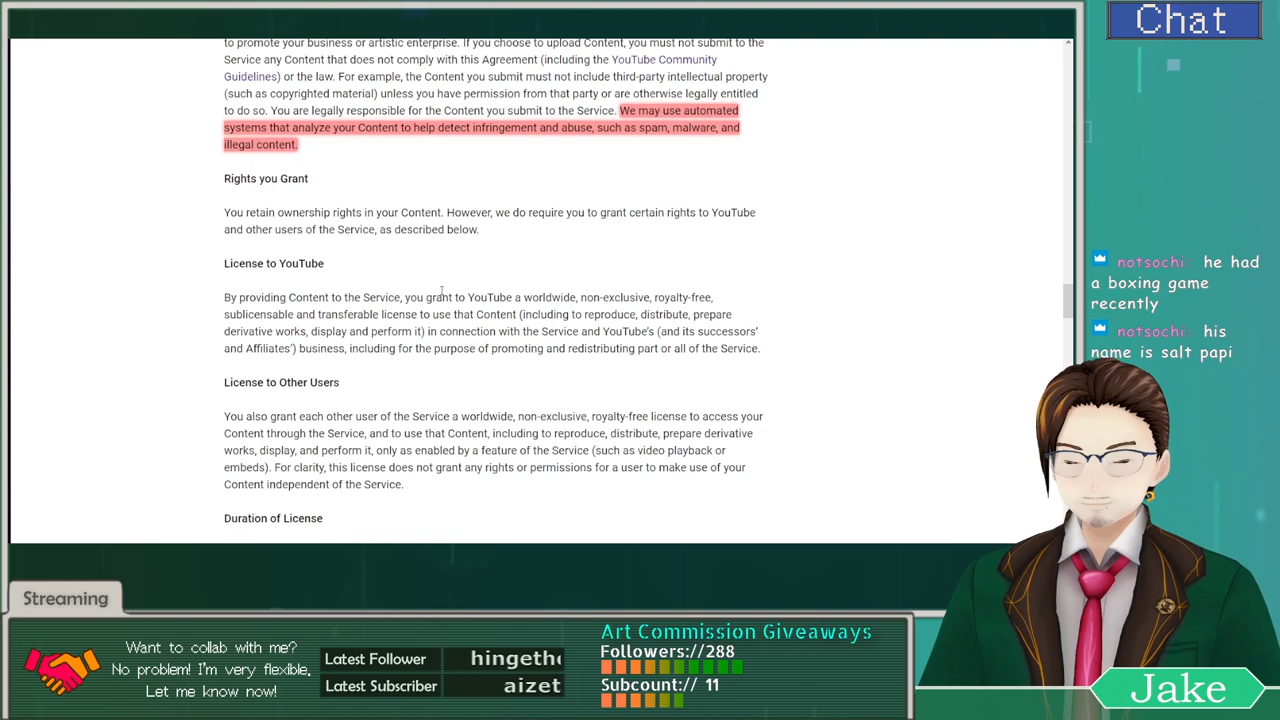 to promote your business or artistic enterprise. If you choose to upload Content, you must not submit to the
Service any Content that does not comply with this Agreement (including the YouTube Community
Guidelines) or the law. For example, the Content you submit must not include third-party intellectual property
(such as copyrighted material) unless you have permission from that party or are otherwise legally entitled
to do so. You are legally responsible for the Content you submit to the Service. We may use automated
systems that analyze your Content to help detect infringement and abuse, such as spam, malware, and
illegal content.
Rights you Grant
You retain ownership rights in your Content. However, we do require you to grant certain rights to YouTube
and other users of the Service, as described below.
License to YouTube
By providing Content to the Service, you grant to YouTube a worldwide, non-exclusive, royalty-free,
sublicensable and transferable license to use that Content (including to reproduce, distribute, prepare
derivative works, display and perform it) in connection with the Service and YouTube's (and its successors'
and Affiliates') business, including for the purpose of promoting and redistributing part or all of the Service.
License to Other Users
You also grant each other user of the Service a worldwide, non-exclusive, royalty-free license to access your
Content through the Service, and to use that Content, including to reproduce, distribute, prepare derivative
works, display, and perform it, only as enabled by a feature of the Service (such as video playback or
embeds). For clarity, this license does not grant any rights or permissions for a user to make use of your
Content independent of the Service.
Duration of License
Chat
notsochi: he had
a boxing game
recently
notsochi: his
name is salt papi
Streaming
Want to collab with me?
No problem! I'm very flexible.
Let me know now!
Latest Follower hingeth
Latest Subscriber aizet
Art Commission Giveaways
Followers://288
Subcount:// 11
Jake